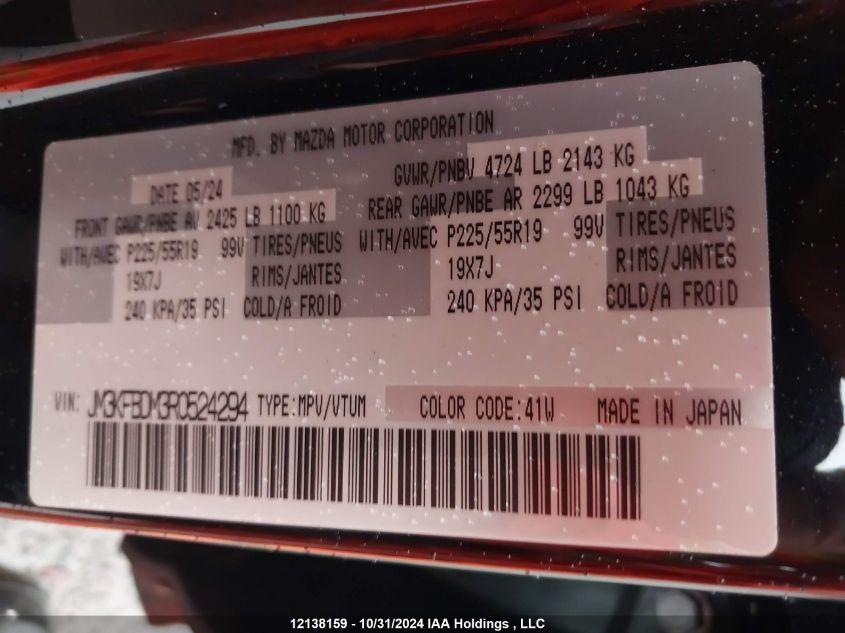 MFD. BY MAZDA MOTOR CORPORATION
DATE 05/24 GVWR/PNBV 4724 LB 2143 KG
FRONT GAWR/PNBE AV 2425 LB 1100 KG REAR GAWR/PNBE AR 2299 LB 1043 KG
WITH/AVEC P225/55R19 99V TIRES/PNEUS WITH/AVEC P225/55R19 99V TIRES/PNEUS
19X7J RIMS/JANTES 19X7J RIMS/JANTES
240 KPA/35 PSI COLD/A FROID 240 KPA/35 PSI COLD/A FROID
VIN: JM3KFBDM3R0524294 TYPE:MPV/VTUM COLOR CODE:41W MADE IN JAPAN
12138159 - 10/31/2024 IAA Holdings , LLC